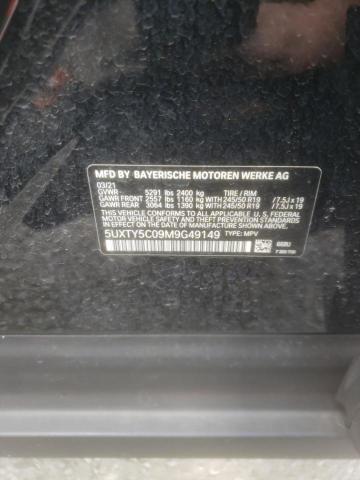 MFD BY BAYERISCHE MOTOREN WERKE AG
03/21
GVWR 5291 lbs 2400 kg TIRE / RIM
GAWR FRONT 2557 lbs 1160 kg WITH 245/50 R19 /7.5J x 19
GAWR REAR 3064 lbs 1390 kg WITH 245/50 R19 /7.5J x 19
THIS VEHICLE CONFORMS TO ALL APPLICABLE U. S. FEDERAL
MOTOR VEHICLE SAFETY AND THEFT PREVENTION STANDARDS
IN EFFECT ON THE DATE OF MANUFACTURE SHOWN ABOVE.
5UXTY5C09M9G49149 TYPE: MPV